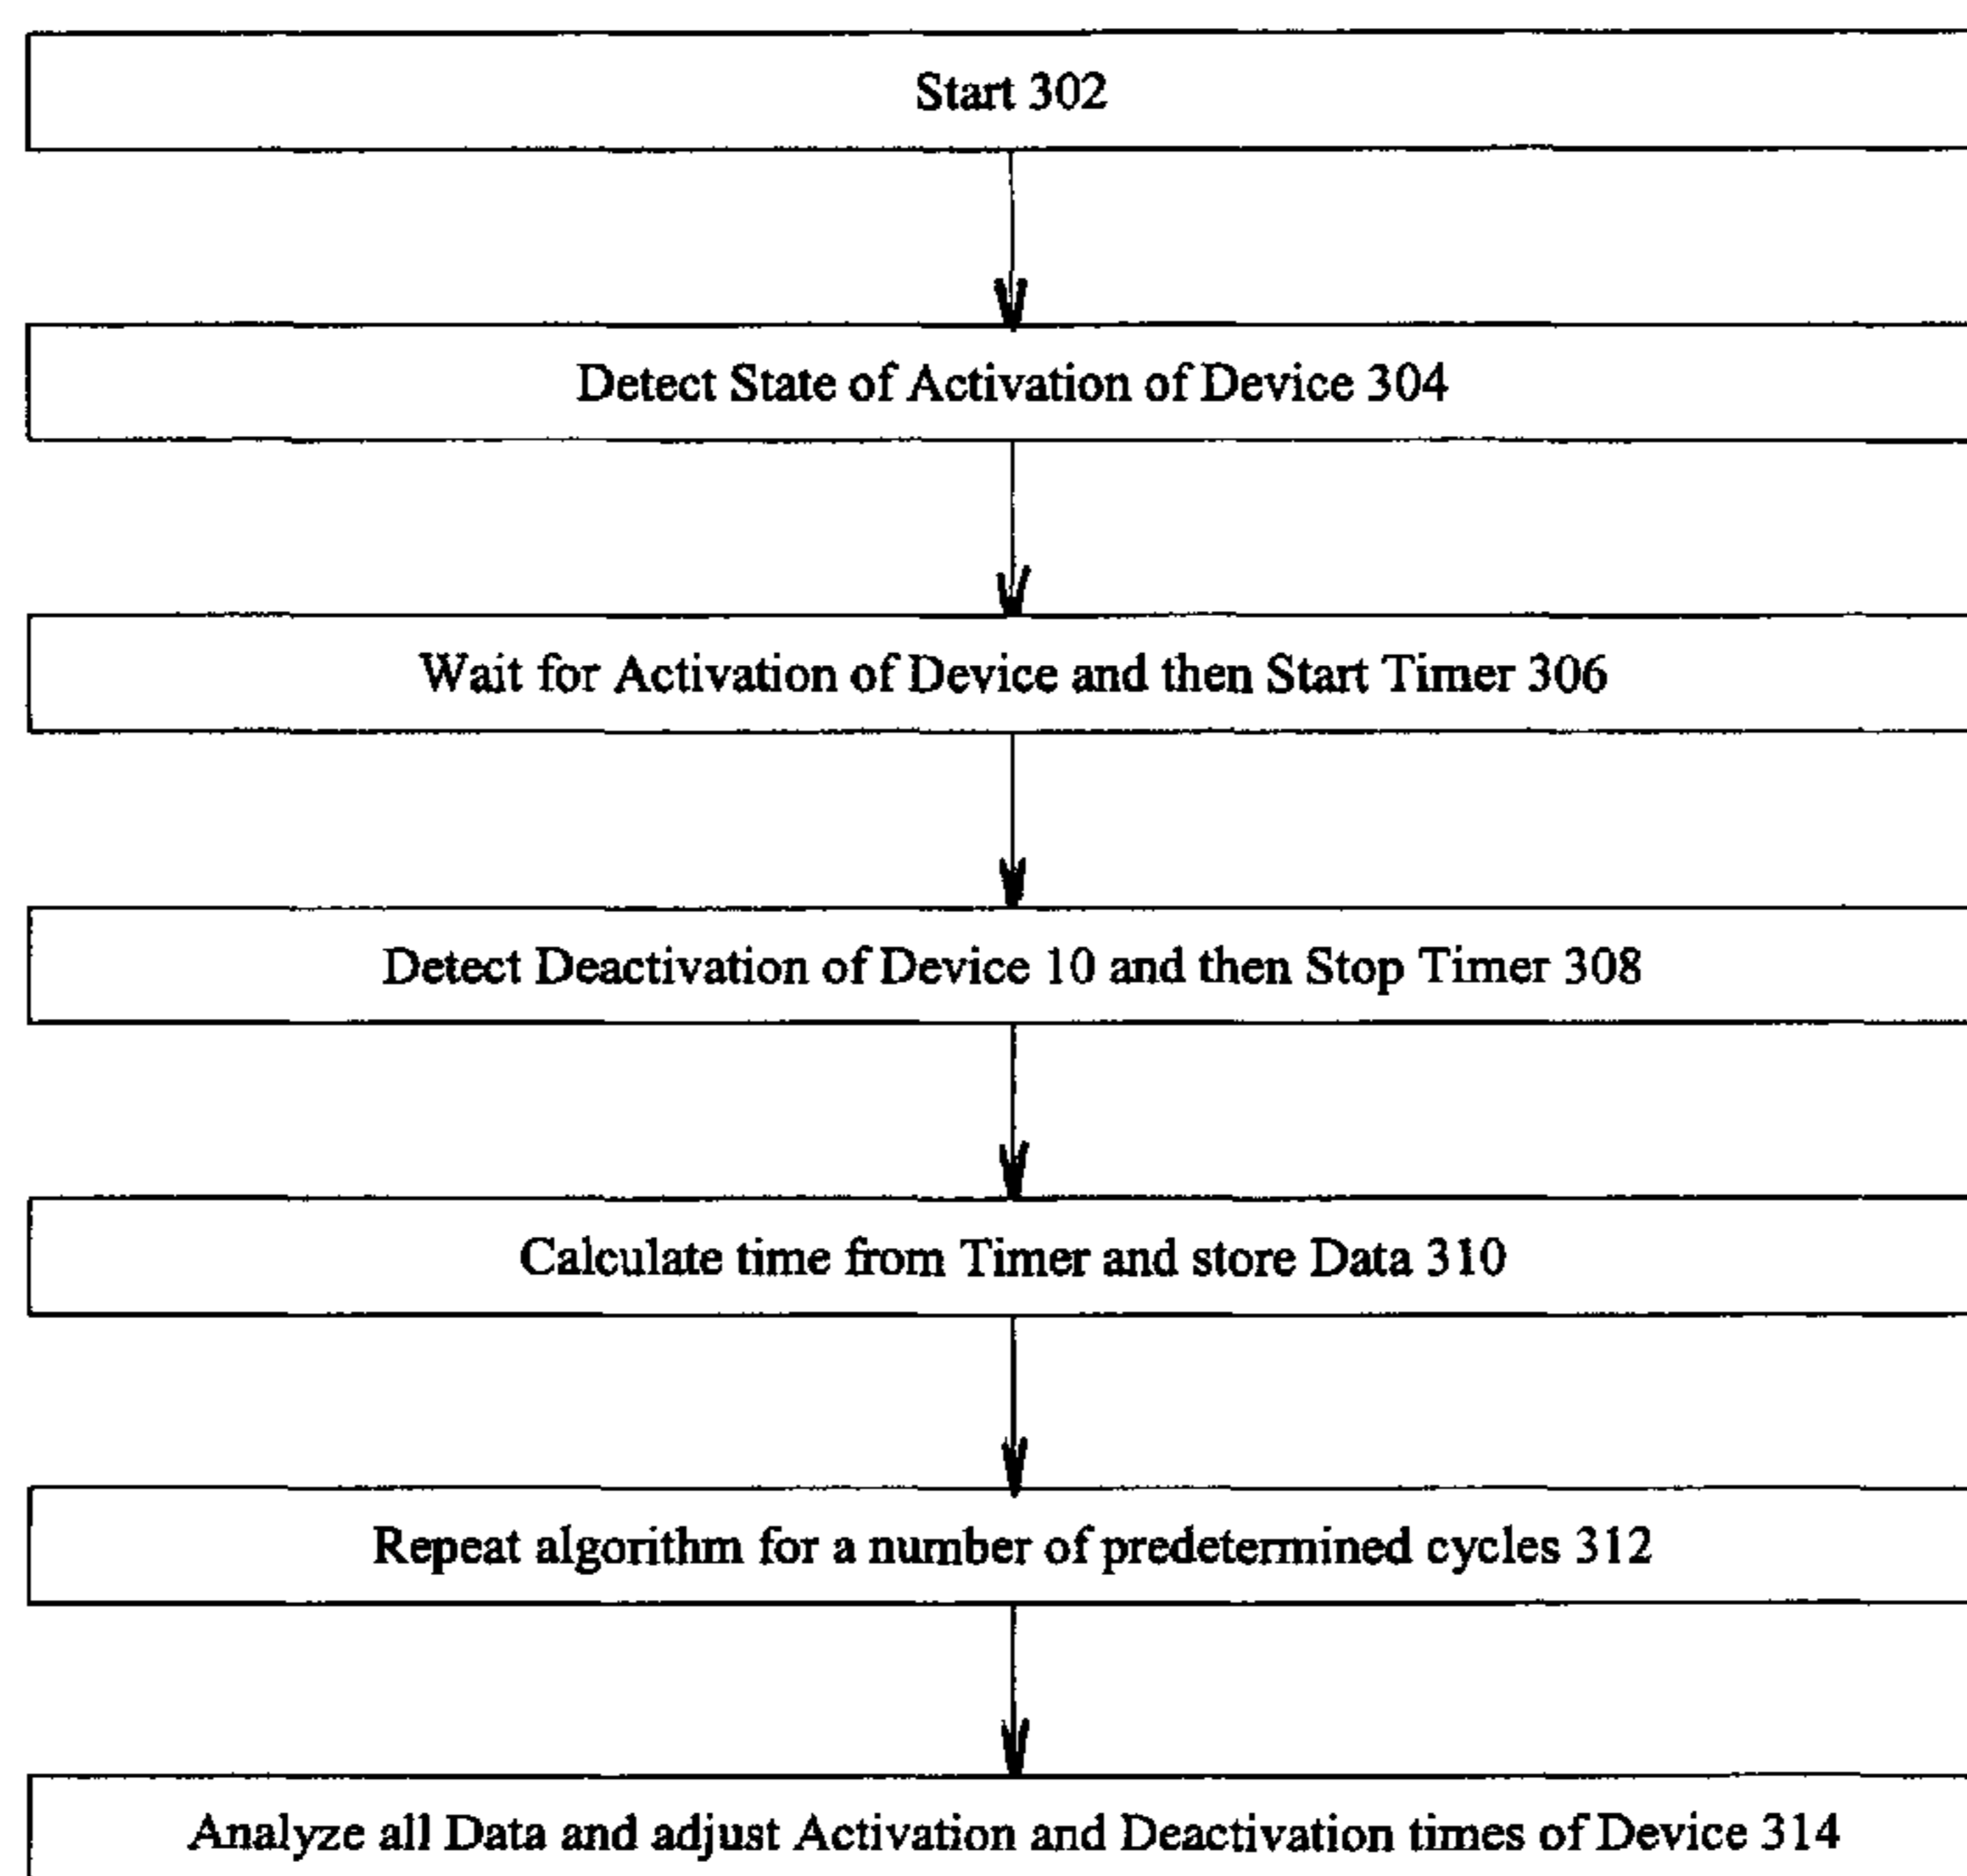 Start 302
Detect State of Activation of Device 304
Wait for Activation of Device and then Start Timer 306
Detect Deactivation of Device 10 and then Stop Timer 308
Calculate time from Timer and store Data 310
Repeat algorithm for a number of predetermined cycles 312
Analyze all Data and adjust Activation and Deactivation times of Device 314